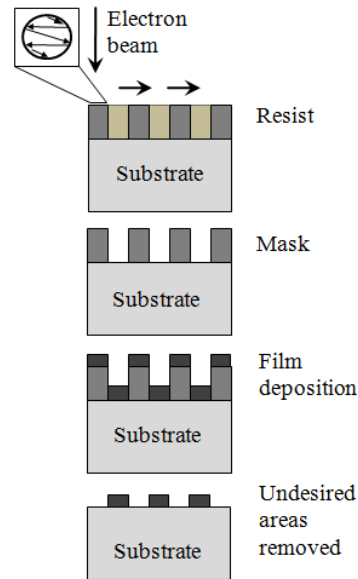 Electron
beam
Resist
Substrate
Mask
Substrate
Film
deposition
Substrate
Undesired
areas
removed
Substrate